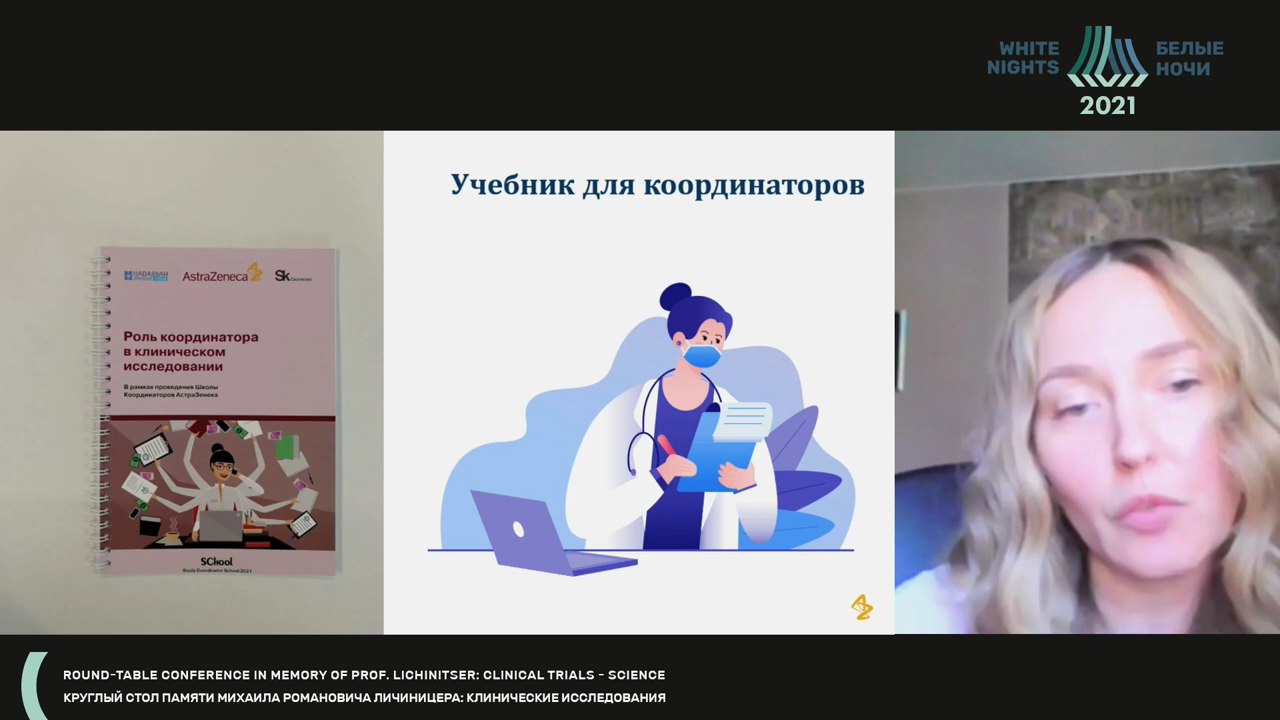 WHITE
NIGHTS
БЕЛЫЕ
НОЧИ
2021
Учебник для координаторов
HADASSAH
AstraZeneca
Sk
Роль координатора
в клиническом
исследовании
В рамках проведения Школы
Координаторов АстраЗенека
SCHool
Study Coordinator School 2021
ROUND-TABLE CONFERENCE IN MEMORY OF PROF. LICHINITSER: CLINICAL TRIALS - SCIENCE
КРУГЛЫЙ СТОЛ ПАМЯТИ МИХАИЛА РОМАНОВИЧА ЛИЧИНИЦЕРА: КЛИНИЧЕСКИЕ ИССЛЕДОВАНИЯ